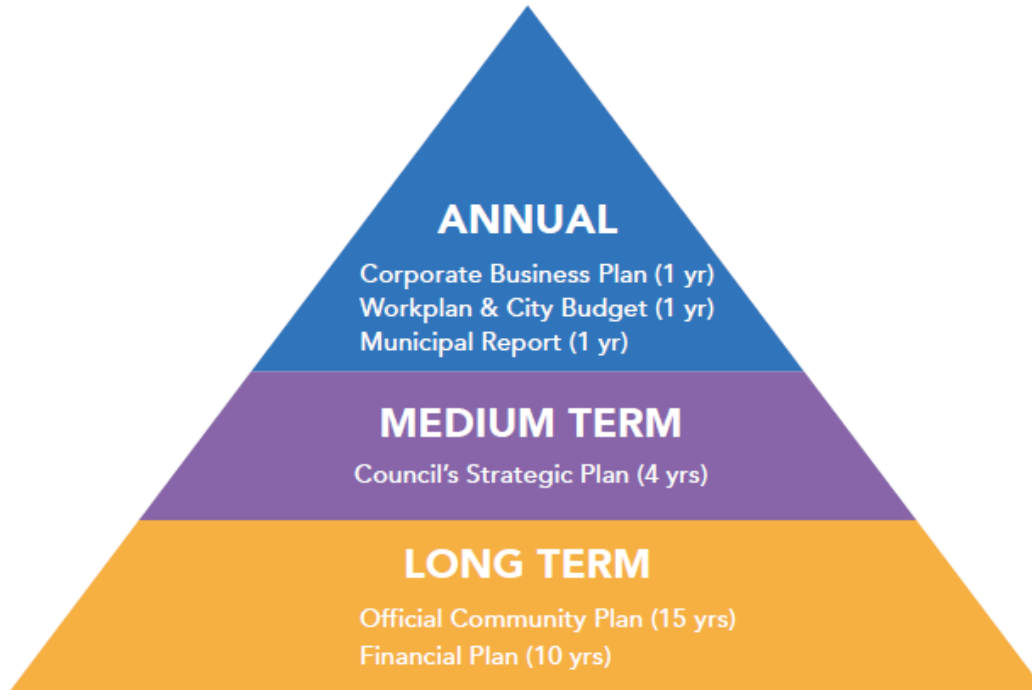 ANNUAL
Corporate Business Plan (1 yr)
Workplan & City Budget (1 yr)
Municipal Report (1 yr)
MEDIUM TERM
Council’s Strategic Plan (4 yrs)
LONG TERM
Official Community Plan (15 yrs)
Financial Plan (10 yrs)